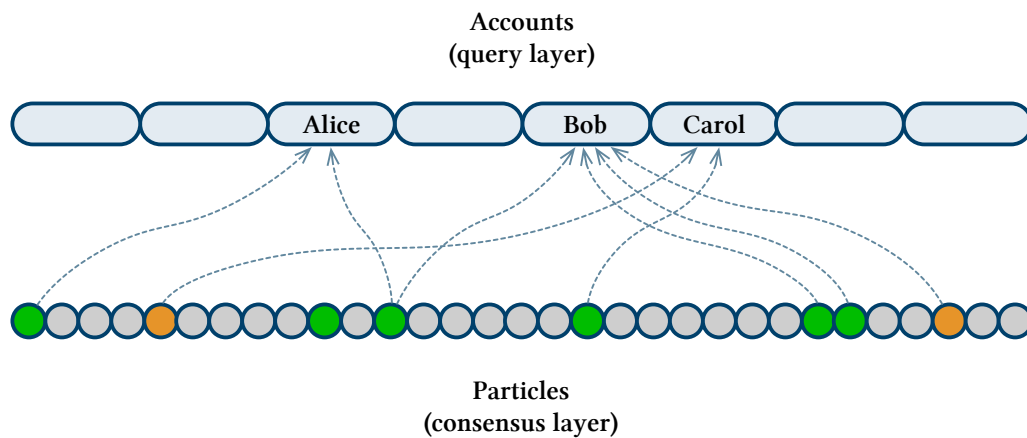 Accounts
(query layer)
Alice
Bob
Carol
Particles
(consensus layer)